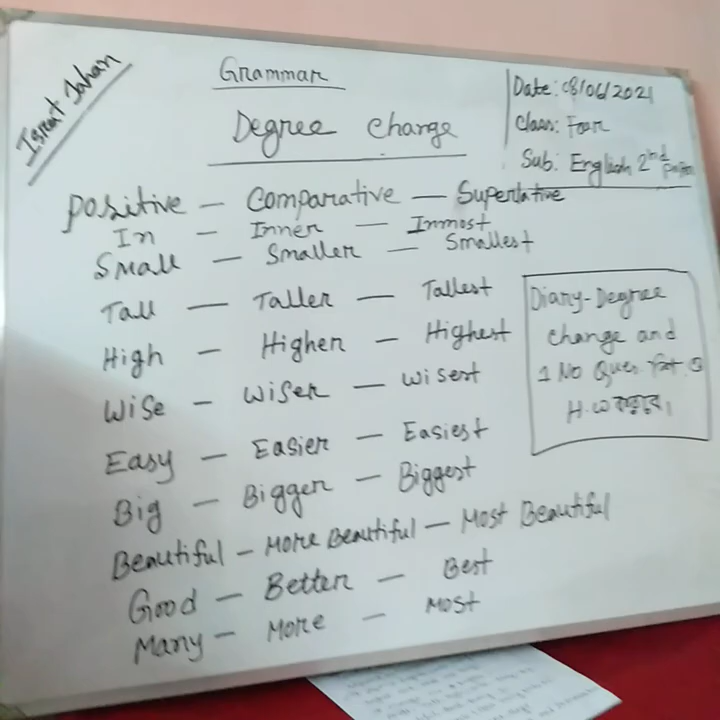 Israt Jahan
Grammar
Degree Change
Date: 08/06/2021
Class: Four
Sub: English 2nd
Positive - Comparative - Superlative
In - Inner - Inmost
Small - Smaller - Smallest
Tall - Taller - Tallest
High - Higher - Highest
Wise - Wiser - Wisest
Easy - Easier - Easiest
Big - Bigger - Biggest
Beautiful - More Beautiful - Most Beautiful
Good - Better - Best
Many - More - Most
Diary-Degree
change and
1 No Ques
H.W করবে।